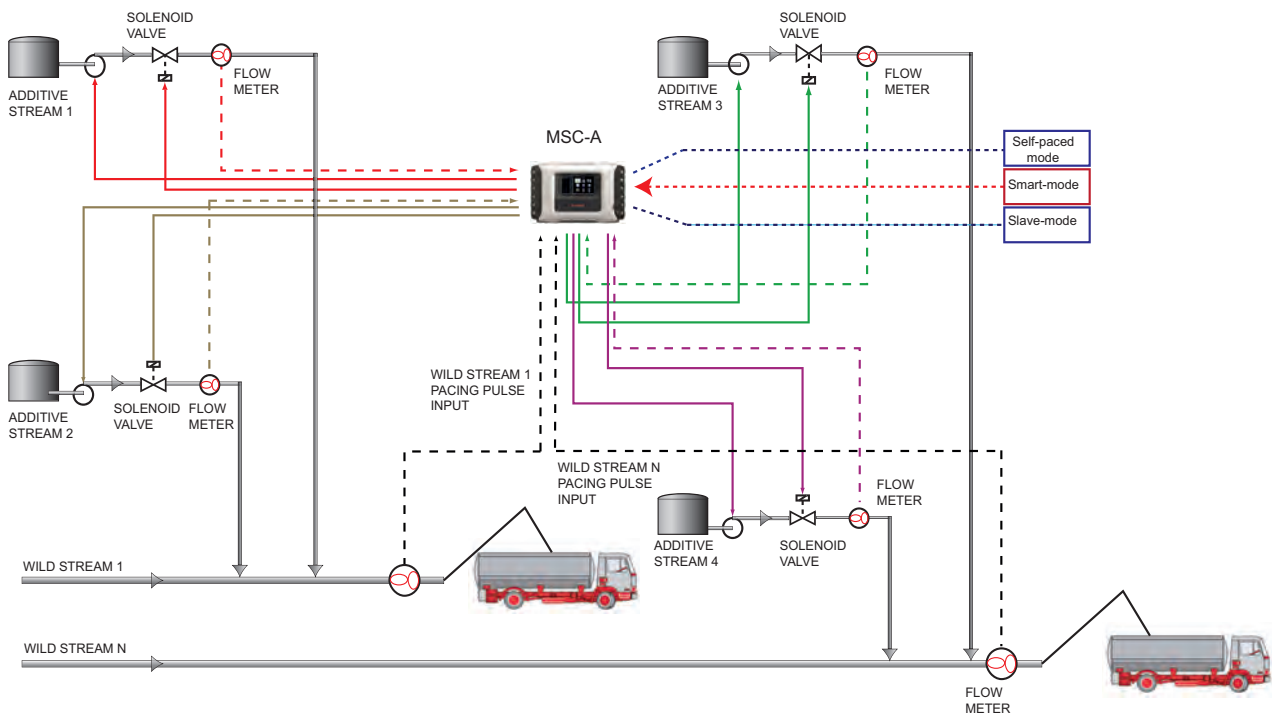 SOLENOID
VALVE
FLOW
METER
ADDITIVE
STREAM 1
SOLENOID
VALVE
FLOW
METER
ADDITIVE
STREAM 3
MSC-A
Self-paced
mode
Smart-mode
Slave-mode
ADDITIVE
STREAM 2
SOLENOID
VALVE
FLOW
METER
WILD STREAM 1
PACING PULSE
INPUT
WILD STREAM N
PACING PULSE
INPUT
ADDITIVE
STREAM 4
SOLENOID
VALVE
FLOW
METER
WILD STREAM 1
WILD STREAM N
FLOW
METER